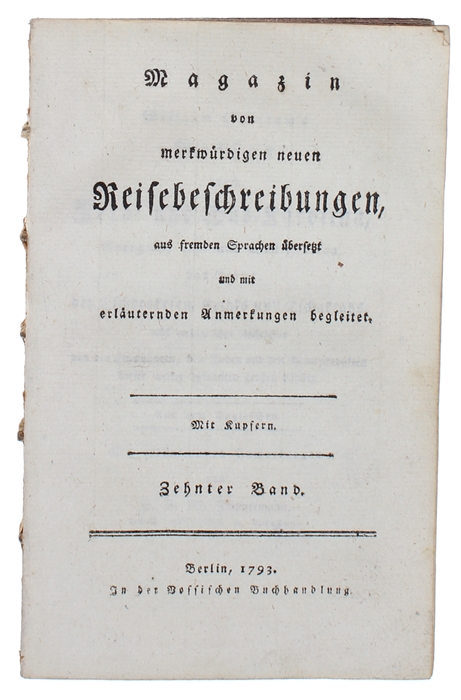 Magazin
von
merkwürdigen neuen
Reisebeschreibungen,
aus fremden Sprachen übersetzt
und mit
erläuternden Anmerkungen begleitet.
Mit Kupfern.
Zehnter Band.
Berlin, 1793.
In der Vossischen Buchhandlung.